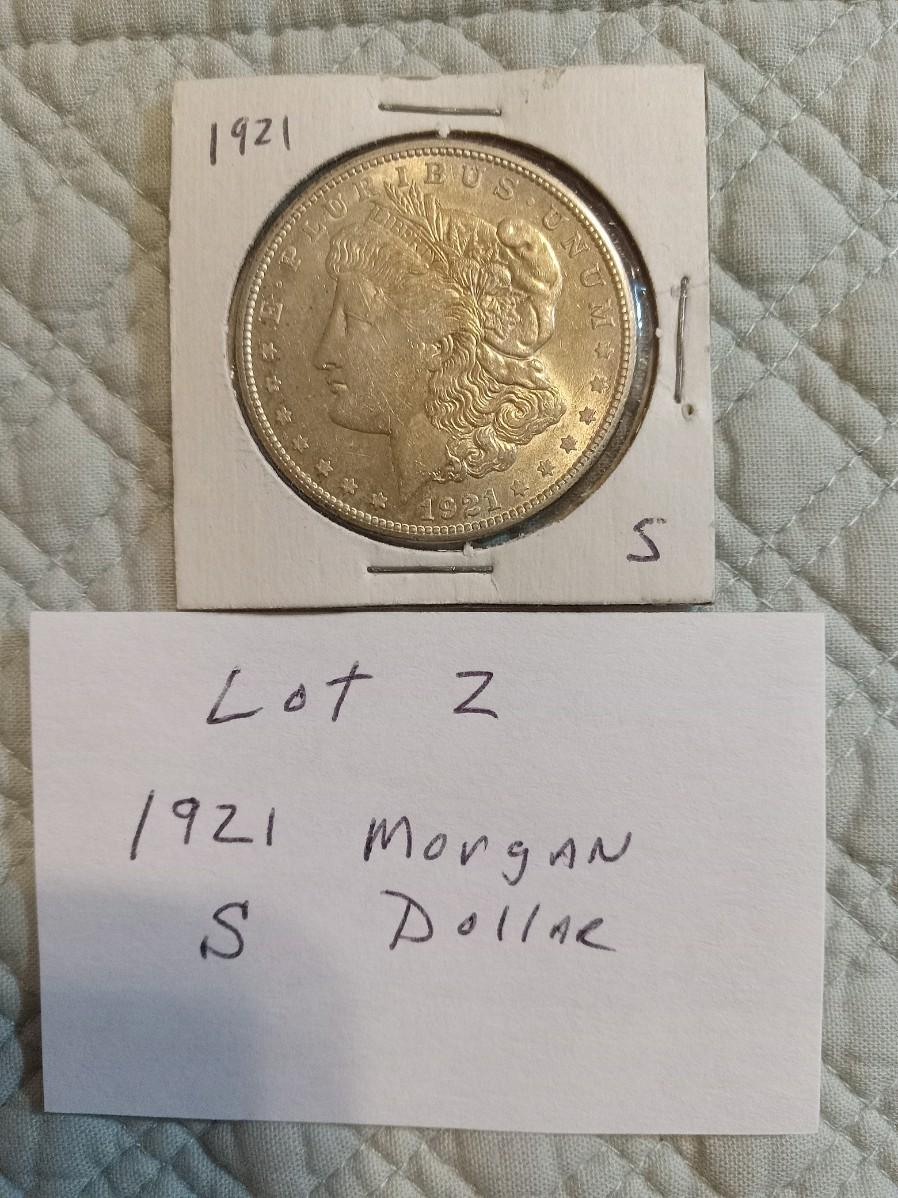 1921
E · PLURIBUS · UNUM
LIBERTY
1921
S
Lot 2
1921 Morgan
S Dollar